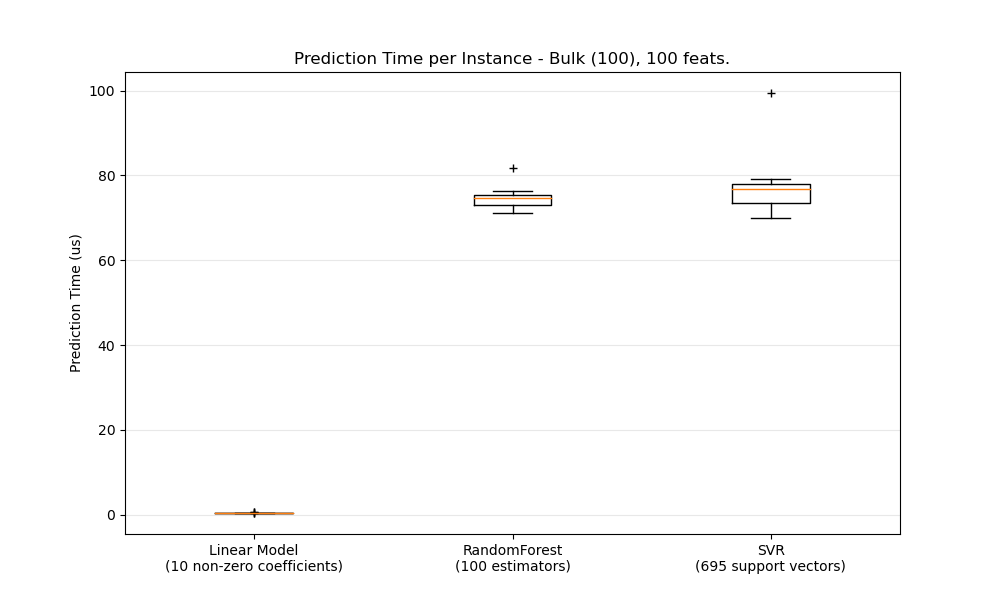 Prediction Time per Instance - Bulk (100), 100 feats.
Prediction Time (us)
100
80
60
40
20
0
Linear Model
(10 non-zero coefficients)
RandomForest
(100 estimators)
SVR
(695 support vectors)